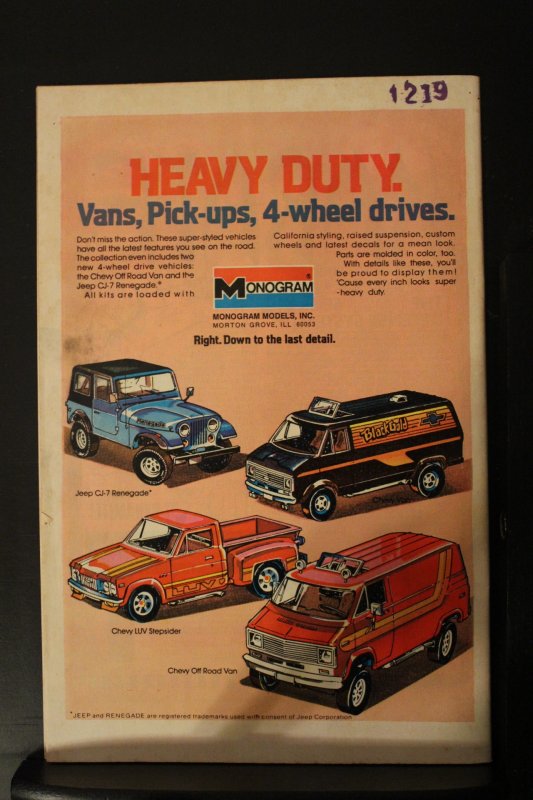 1219
HEAVY DUTY.
Vans, Pick-ups, 4-wheel drives.
Don't miss the action. These super-styled vehicles
have all the latest features you see on the road.
The collection even includes two
new 4-wheel drive vehicles:
the Chevy Off Road Van and the
Jeep CJ-7 Renegade.*
All kits are loaded with
California styling, raised suspension, custom
wheels and latest decals for a mean look.
Parts are molded in color, too.
With details like these, you'll
be proud to display them!
'Cause every inch looks super
-heavy duty.
MONOGRAM®
MONOGRAM MODELS, INC.
MORTON GROVE, ILL 60053
Right. Down to the last detail.
Renegade
Black Gold
Jeep CJ-7 Renegade*
Chevy
LUV
Chevy LUV Stepsider
Chevy Off Road Van
*JEEP and RENEGADE are registered trademarks used with consent of Jeep Corporation